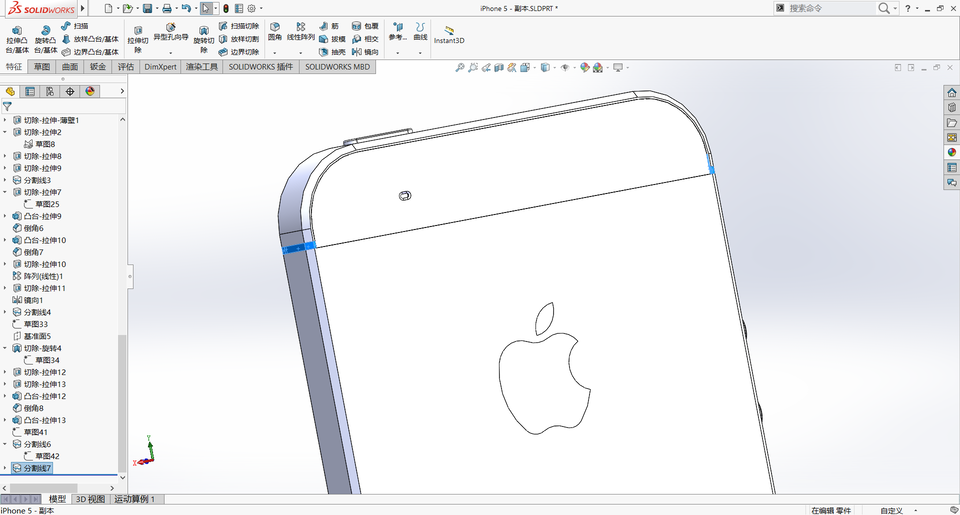 SOLIDWORKS
iPhone 5 - 副本.SLDPRT *
搜索命令
拉伸凸台/基体
旋转凸台/基体
扫描
放样凸台/基体
边界凸台/基体
拉伸切除
异型孔向导
旋转切除
扫描切除
放样切割
边界切除
圆角
线性阵列
筋
拔模
抽壳
包覆
相交
镜向
参考...
曲线
Instant3D
特征
草图
曲面
钣金
评估
DimXpert
渲染工具
SOLIDWORKS 插件
SOLIDWORKS MBD
切除-拉伸-薄壁1
切除-拉伸2
草图8
切除-拉伸8
切除-拉伸9
分割线3
切除-拉伸7
草图25
凸台-拉伸9
倒角6
凸台-拉伸10
倒角7
切除-拉伸10
阵列(线性)1
切除-拉伸11
镜向1
分割线4
草图33
基准面5
切除-旋转4
草图34
切除-拉伸12
切除-拉伸13
凸台-拉伸12
倒角8
凸台-拉伸13
草图41
分割线6
草图42
分割线7
Y
X
模型
3D 视图
运动算例 1
iPhone 5 - 副本
在编辑 零件
自定义